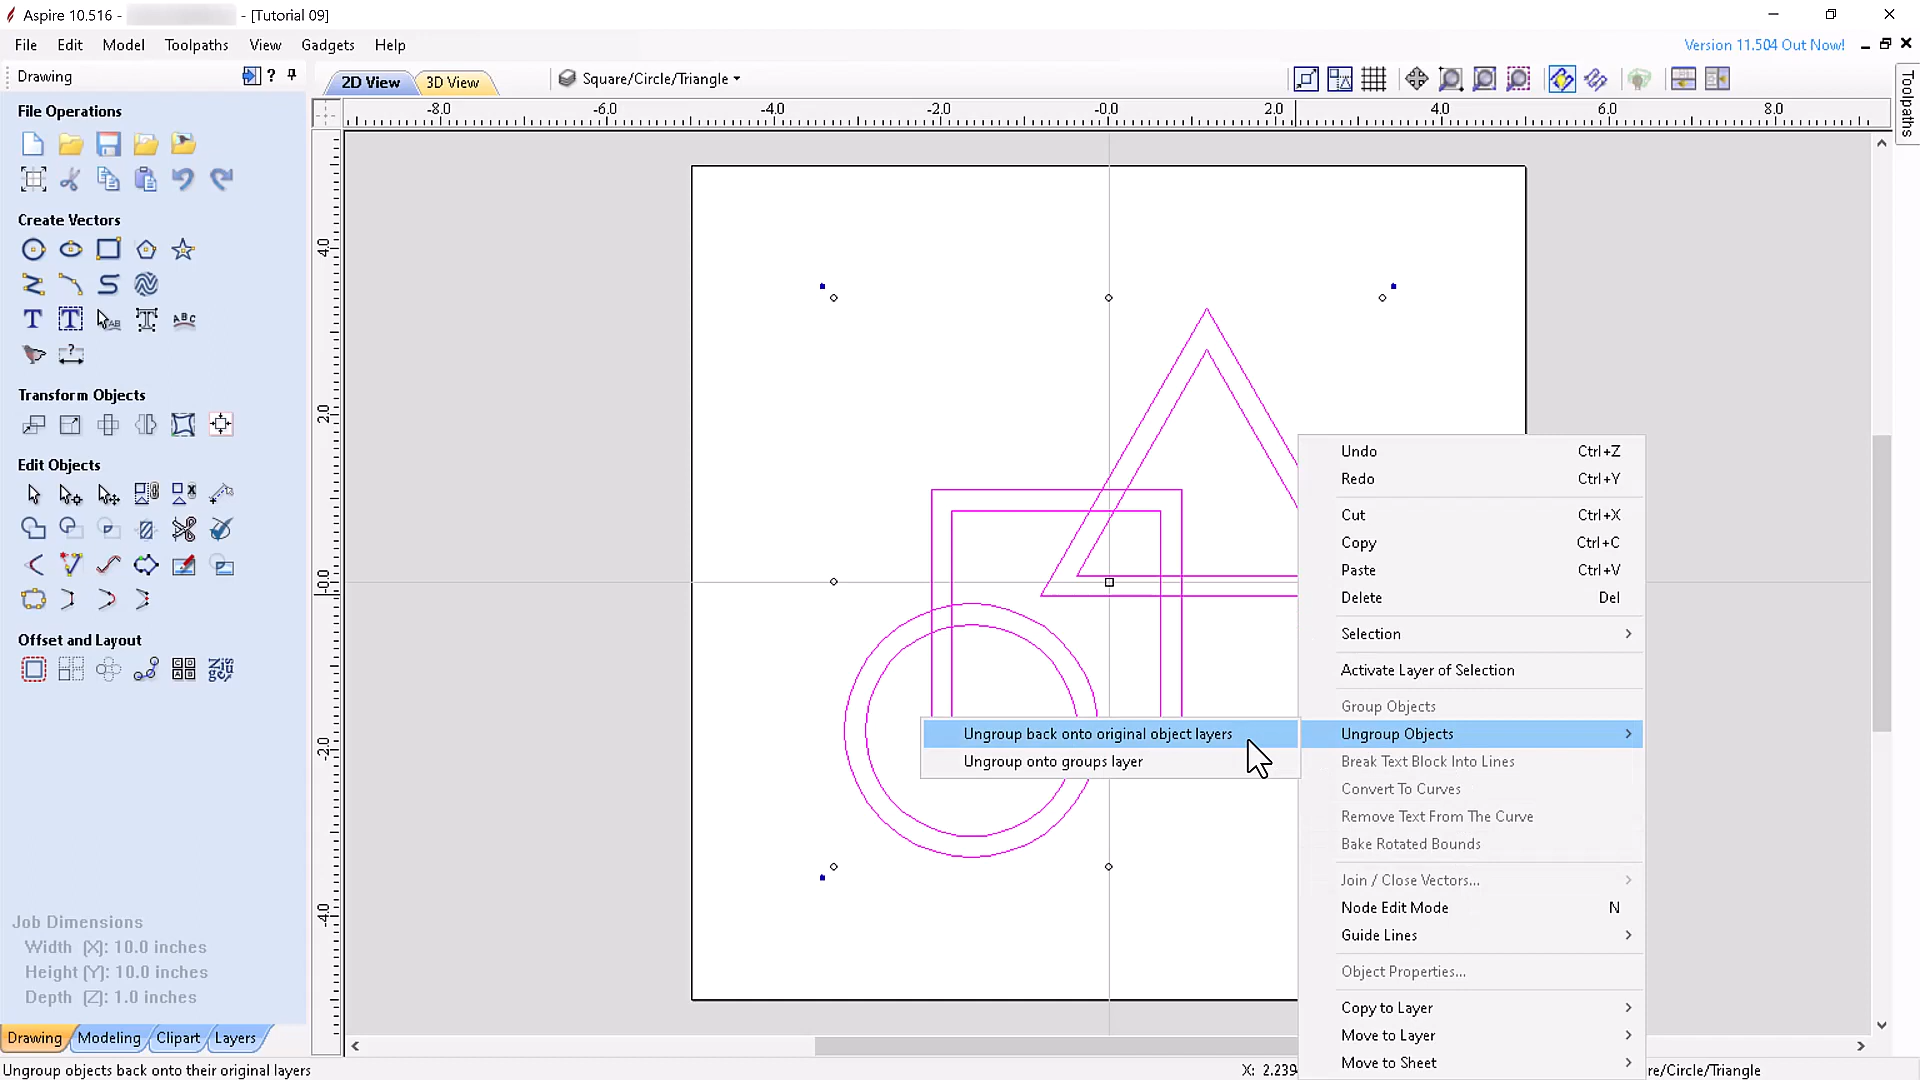 Aspire 10.516 -
- [Tutorial 09]
File Edit Model Toolpaths View Gadgets Help
Version 11.504 Out Now!
Drawing
?
2D View
3D View
Square/Circle/Triangle
Toolpaths
File Operations
Create Vectors
Transform Objects
Edit Objects
Offset and Layout
-8.0 -6.0 -4.0 -2.0 -0.0 2.0 4.0 6.0 8.0
4.0
2.0
-0.0
-2.0
-4.0
Undo Ctrl+Z
Redo Ctrl+Y
Cut Ctrl+X
Copy Ctrl+C
Paste Ctrl+V
Delete Del
Selection
Activate Layer of Selection
Group Objects
Ungroup Objects
Break Text Block Into Lines
Convert To Curves
Remove Text From The Curve
Bake Rotated Bounds
Join / Close Vectors...
Node Edit Mode N
Guide Lines
Object Properties...
Copy to Layer
Move to Layer
Move to Sheet
Ungroup back onto original object layers
Ungroup onto groups layer
Job Dimensions
Width (X): 10.0 inches
Height (Y): 10.0 inches
Depth (Z): 1.0 inches
Drawing Modeling Clipart Layers
Ungroup objects back onto their original layers
X: 2.239
re/Circle/Triangle